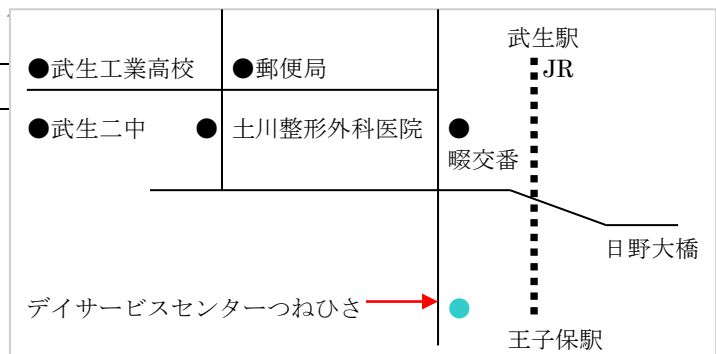 武生駅
●武生工業高校
●郵便局
JR
●武生二中
●
土川整形外科医院
●
畷交番
日野大橋
デイサービスセンターつねひさ
●
王子保駅